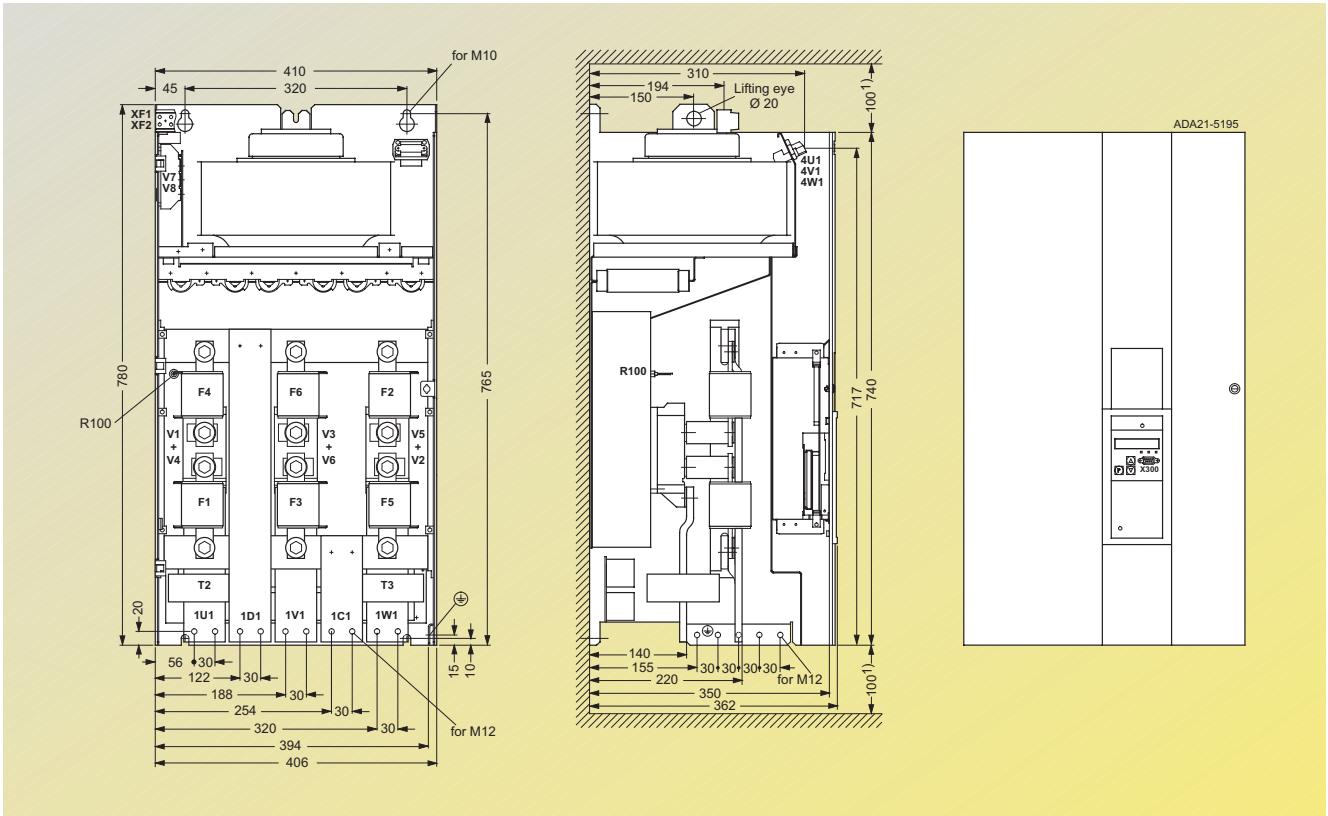 for M10
410
45
320
XF1
XF2
V7
V8
780
765
F4
F6
F2
R100
V1
+
V4
V3
+
V6
V5
+
V2
F1
F3
F5
T2
T3
1U1
1D1
1V1
1C1
1W1
20
15
10
56
30
122
30
188
30
254
30
320
30
for M12
394
406
310
194
150
Lifting eye
Ø 20
100 1)
4U1
4V1
4W1
R100
717
740
140
155
30
30
30
30
220
for M12
350
362
100 1)
ADA21-5195
X300
P